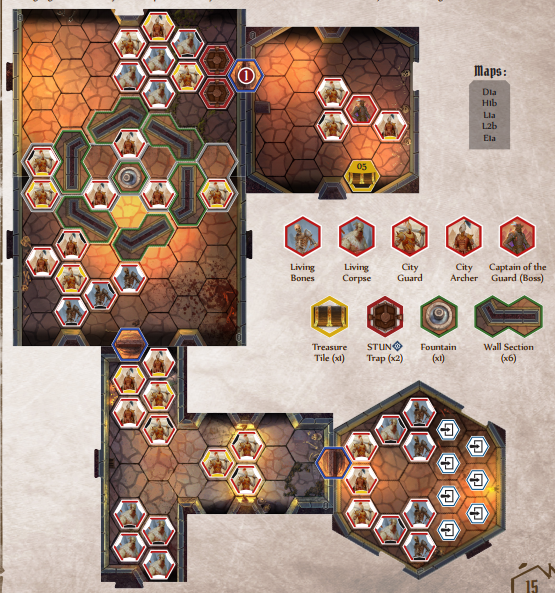 1
05
Maps:
D1a
H1b
L1a
L2b
E1a
Living
Bones
Living
Corpse
City
Guard
City
Archer
Captain of the
Guard (Boss)
Treasure
Tile (x1)
STUN
Trap (x2)
Fountain
(x1)
Wall Section
(x6)
15